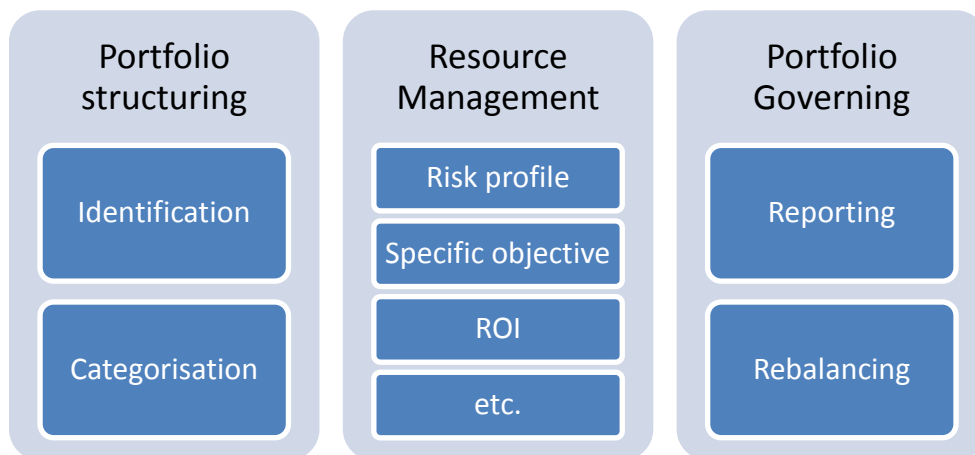 Portfolio
structuring
Identification
Categorisation
Resource
Management
Risk profile
Specific objective
ROI
etc.
Portfolio
Governing
Reporting
Rebalancing